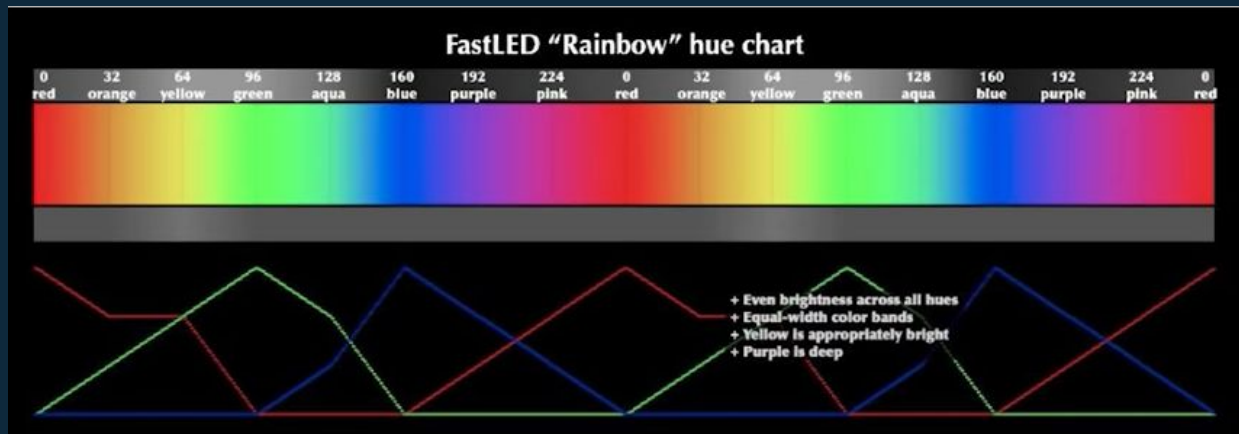 FastLED “Rainbow” hue chart
0 32 64 96 128 160 192 224 0 32 64 96 128 160 192 224 0
red orange yellow green aqua blue purple pink red orange yellow green aqua blue purple pink red
+ Even brightness across all hues
+ Equal-width color bands
+ Yellow is appropriately bright
+ Purple is deep